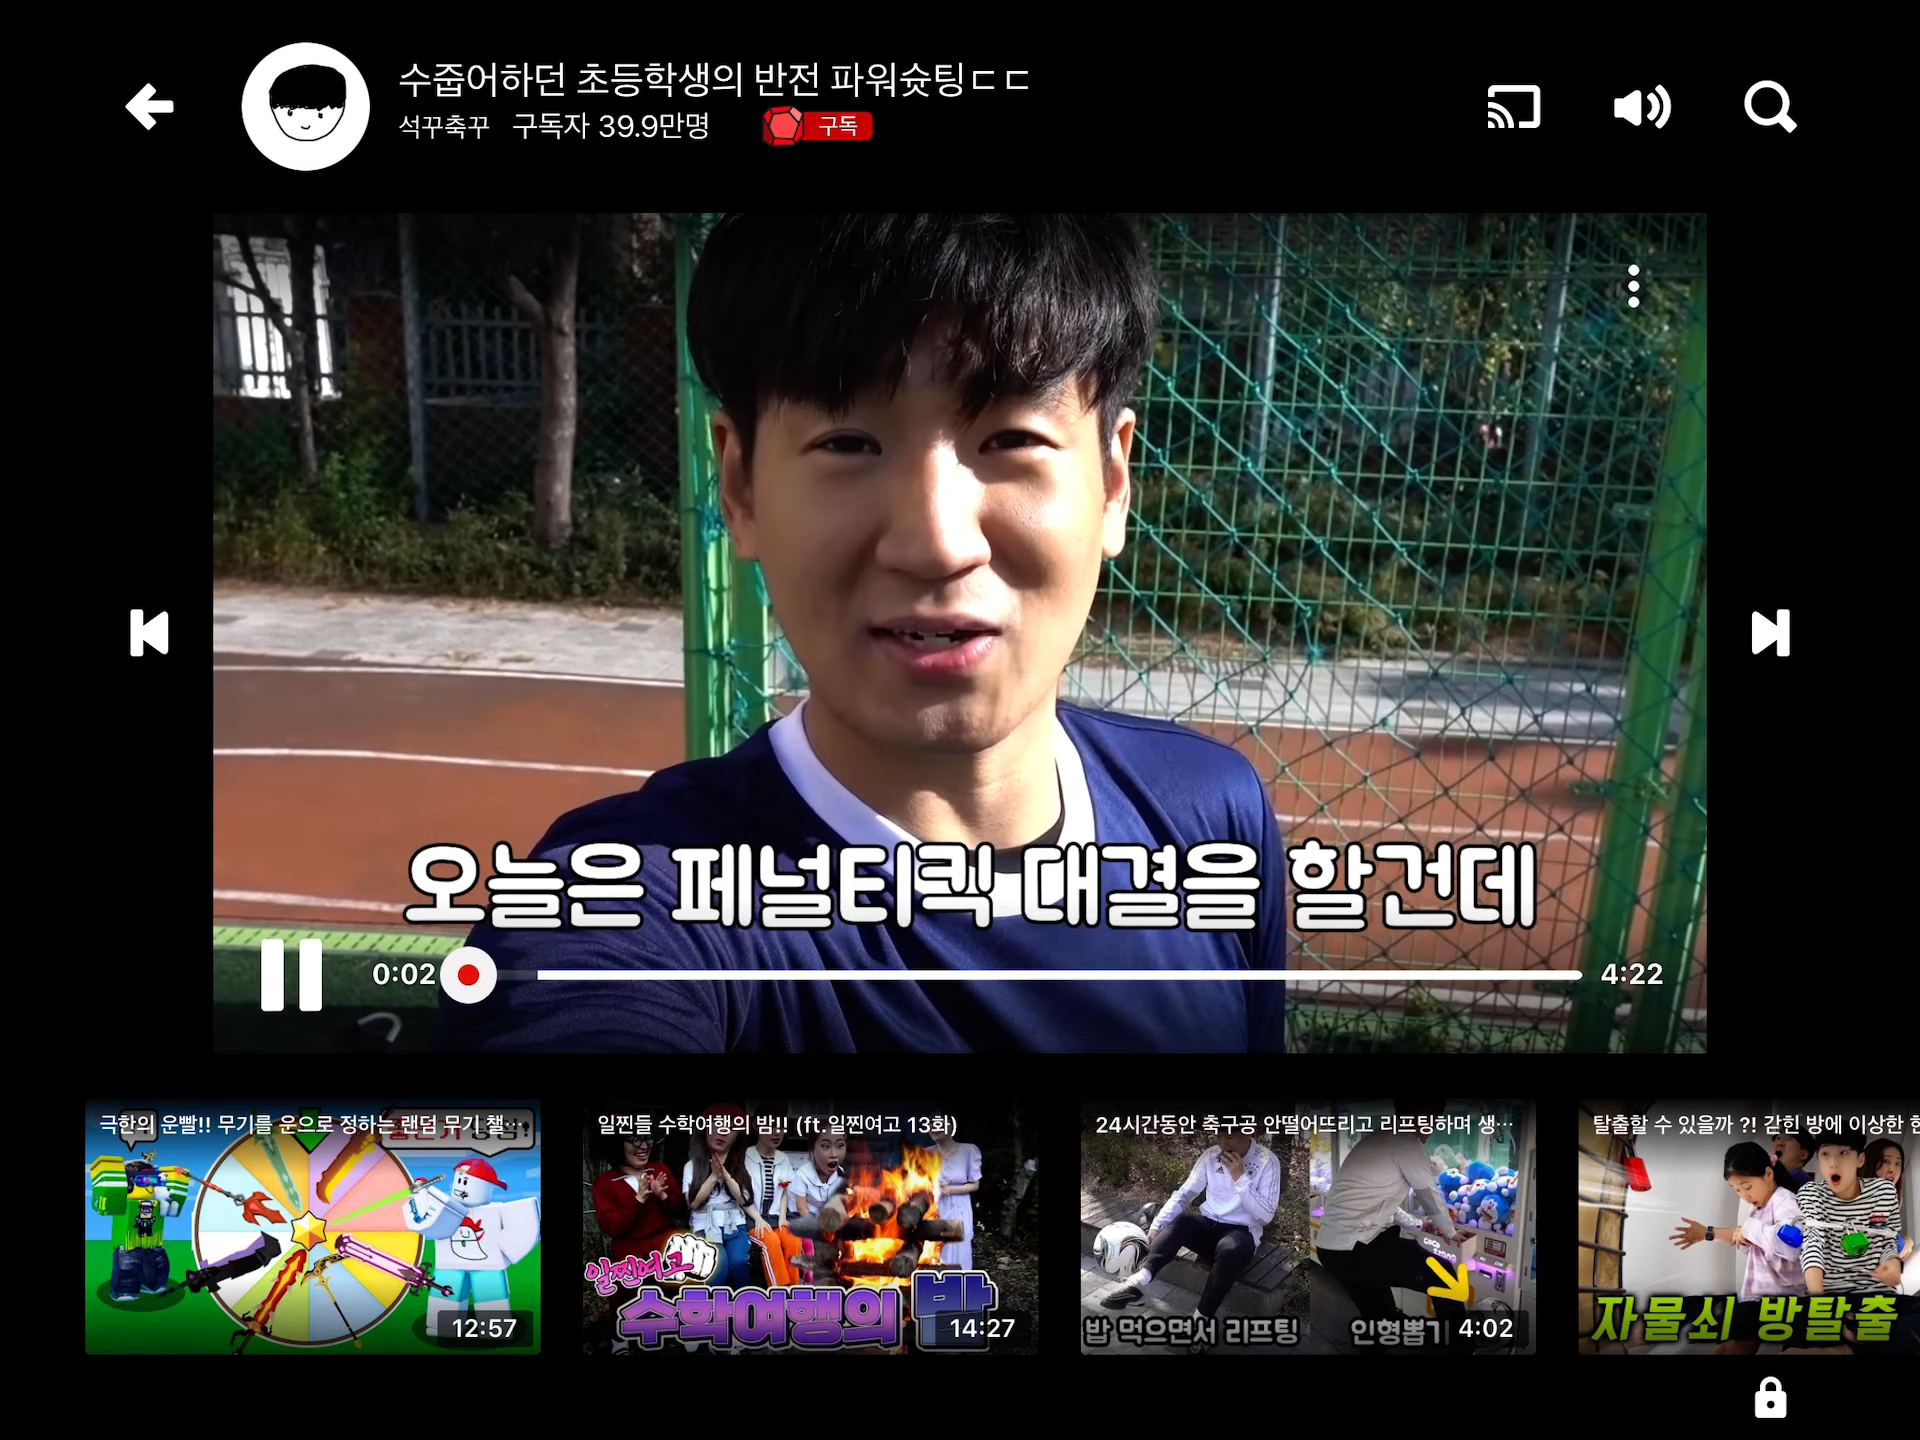 수줍어하던 초등학생의 반전 파워슛팅ㄷㄷ
석꾸축꾸 구독자 39.9만명 구독
오늘은 페널티킥 대결을 할건데
0:02 4:22
극한의 운빨!! 무기를 운으로 정하는 랜덤 무기 챌…
12:57
일찐들 수학여행의 밤!! (ft.일찐여고 13화)
일찐여고
수학여행의 밤
14:27
24시간동안 축구공 안떨어뜨리고 리프팅하며 생…
밥 먹으면서 리프팅 인형뽑기
4:02
탈출할 수 있을까 ?! 갇힌 방에 이상한
자물쇠 방탈출